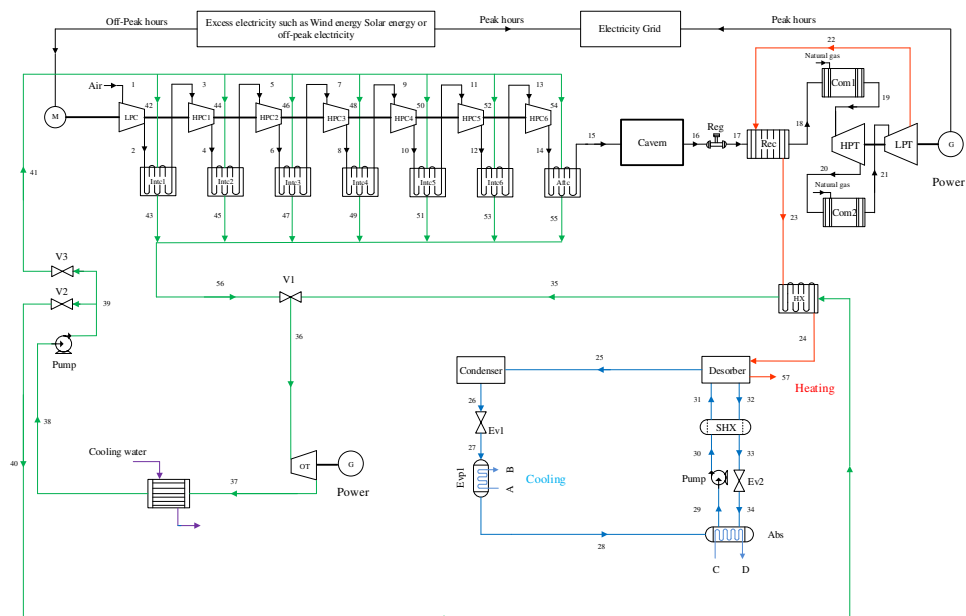 Off-Peak hours
Excess electricity such as Wind energy Solar energy or
off-peak electricity
Peak hours
Electricity Grid
Peak hours
22
Natural gas
Com1
19
Air
1
3
5
7
9
11
13
42
44
46
48
50
52
54
M
LPC
HPC1
HPC2
HPC3
HPC4
HPC5
HPC6
15
Cavern
16
Reg
17
Rec
18
HPT
LPT
G
Power
2
4
6
8
10
12
14
20
21
Natural gas
Com2
41
Intc1
Intc2
Intc3
Intc4
Intc5
Intc6
Aftc
43
45
47
49
51
53
55
23
V3
V2
39
56
V1
35
HX
Pump
36
24
38
Condenser
25
Desorber
57
Heating
26
31
32
Ev1
SHX
27
30
33
40
Cooling water
OT
G
Power
37
Evp1
B
A
Cooling
Pump
Ev2
29
34
28
Abs
C
D